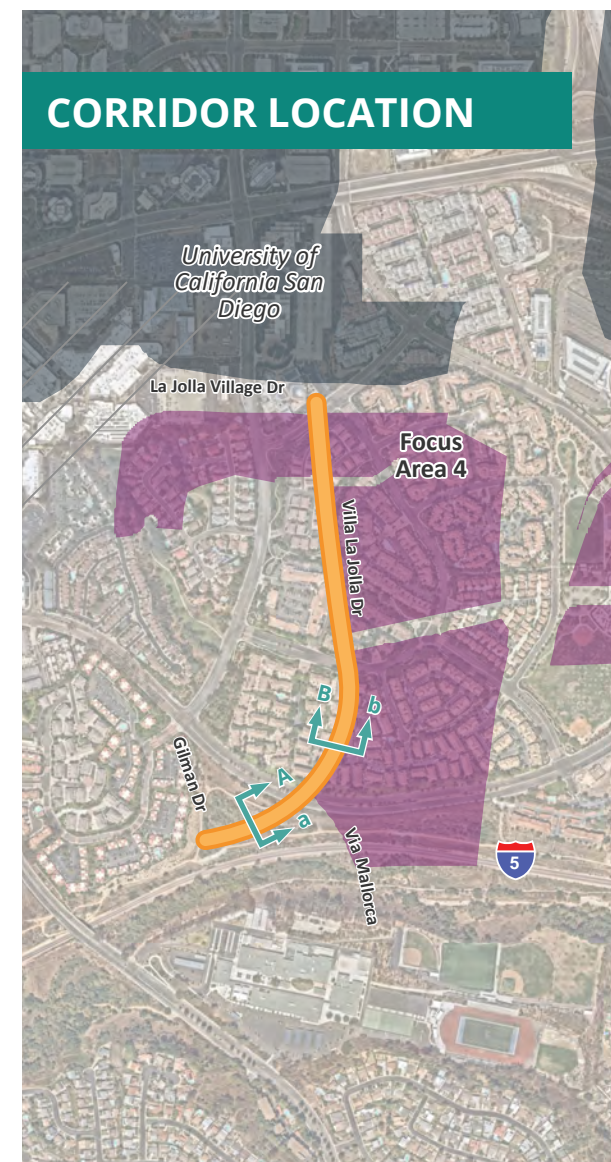 CORRIDOR LOCATION
University of
California San
Diego
La Jolla Village Dr
Focus
Area 4
Villa La Jolla Dr
B
b
Gilman Dr
A
a
Via Mallorca
5